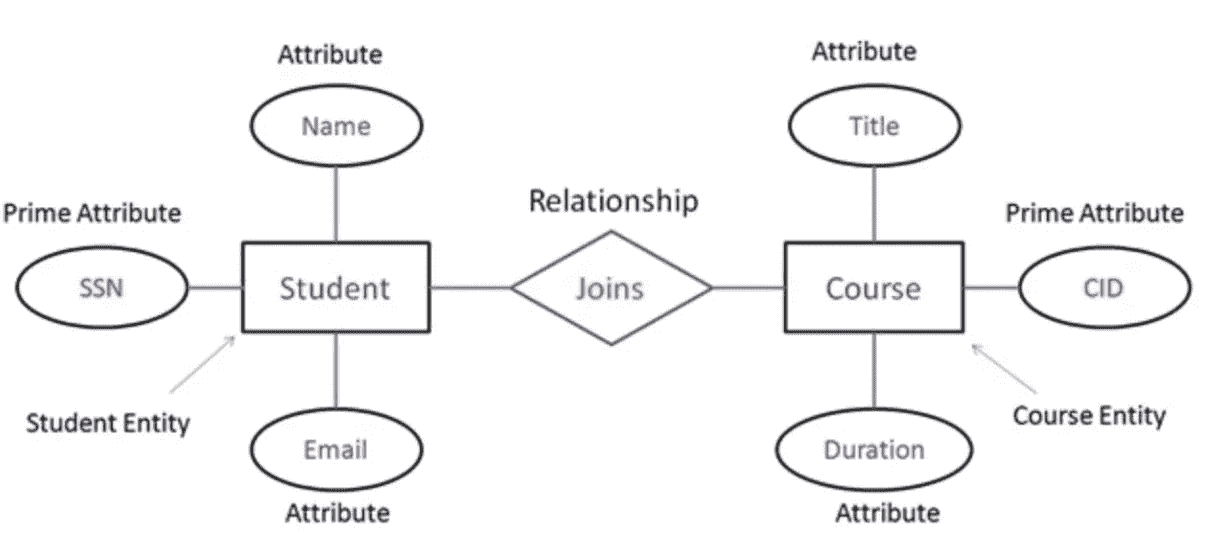 Attribute
Attribute
Name
Title
Relationship
Prime Attribute
Prime Attribute
SSN
Student
Joins
Course
CID
Student Entity
Course Entity
Email
Duration
Attribute
Attribute